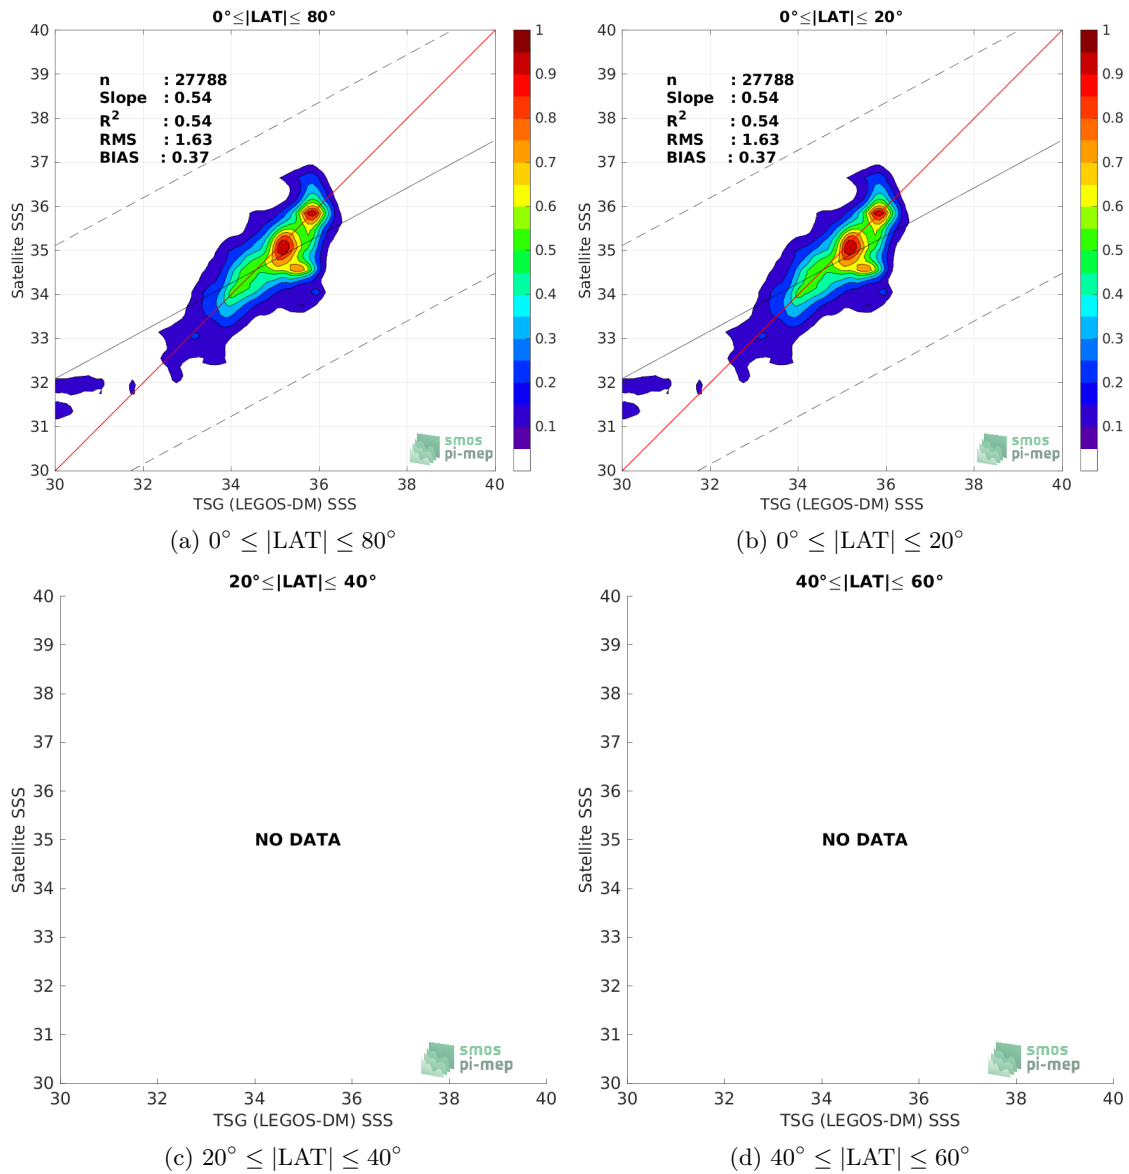 0°≤|LAT|≤ 80°
40
39
38
37
36
35
34
33
32
31
30
Satellite SSS
n : 27788
Slope : 0.54
R² : 0.54
RMS : 1.63
BIAS : 0.37
1
0.9
0.8
0.7
0.6
0.5
0.4
0.3
0.2
0.1
smos
pi-mep
30 32 34 36 38 40
TSG (LEGOS-DM) SSS
(a) 0° ≤ |LAT| ≤ 80°
0°≤|LAT|≤ 20°
40
39
38
37
36
35
34
33
32
31
30
Satellite SSS
n : 27788
Slope : 0.54
R² : 0.54
RMS : 1.63
BIAS : 0.37
1
0.9
0.8
0.7
0.6
0.5
0.4
0.3
0.2
0.1
smos
pi-mep
30 32 34 36 38 40
TSG (LEGOS-DM) SSS
(b) 0° ≤ |LAT| ≤ 20°
20°≤|LAT|≤ 40°
40
39
38
37
36
35
34
33
32
31
30
Satellite SSS
NO DATA
smos
pi-mep
30 32 34 36 38 40
TSG (LEGOS-DM) SSS
(c) 20° ≤ |LAT| ≤ 40°
40°≤|LAT|≤ 60°
40
39
38
37
36
35
34
33
32
31
30
Satellite SSS
NO DATA
smos
pi-mep
30 32 34 36 38 40
TSG (LEGOS-DM) SSS
(d) 40° ≤ |LAT| ≤ 60°